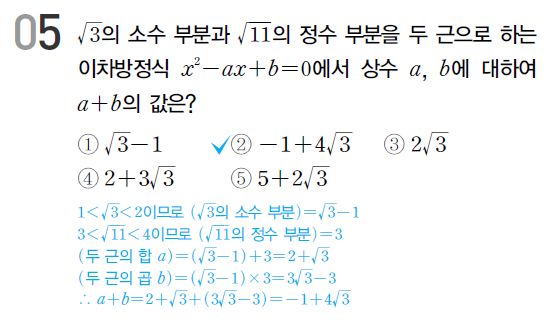 05 √3의 소수 부분과 √11의 정수 부분을 두 근으로 하는
이차방정식 x²-ax+b=0에서 상수 a, b에 대하여
a+b의 값은?
① √3-1 ② -1+4√3 ③ 2√3
④ 2+3√3 ⑤ 5+2√3
1<√3<2이므로 (√3의 소수 부분)=√3-1
3<√11<4이므로 (√11의 정수 부분)=3
(두 근의 합 a)=(√3-1)+3=2+√3
(두 근의 곱 b)=(√3-1)×3=3√3-3
∴ a+b=2+√3+(3√3-3)=-1+4√3